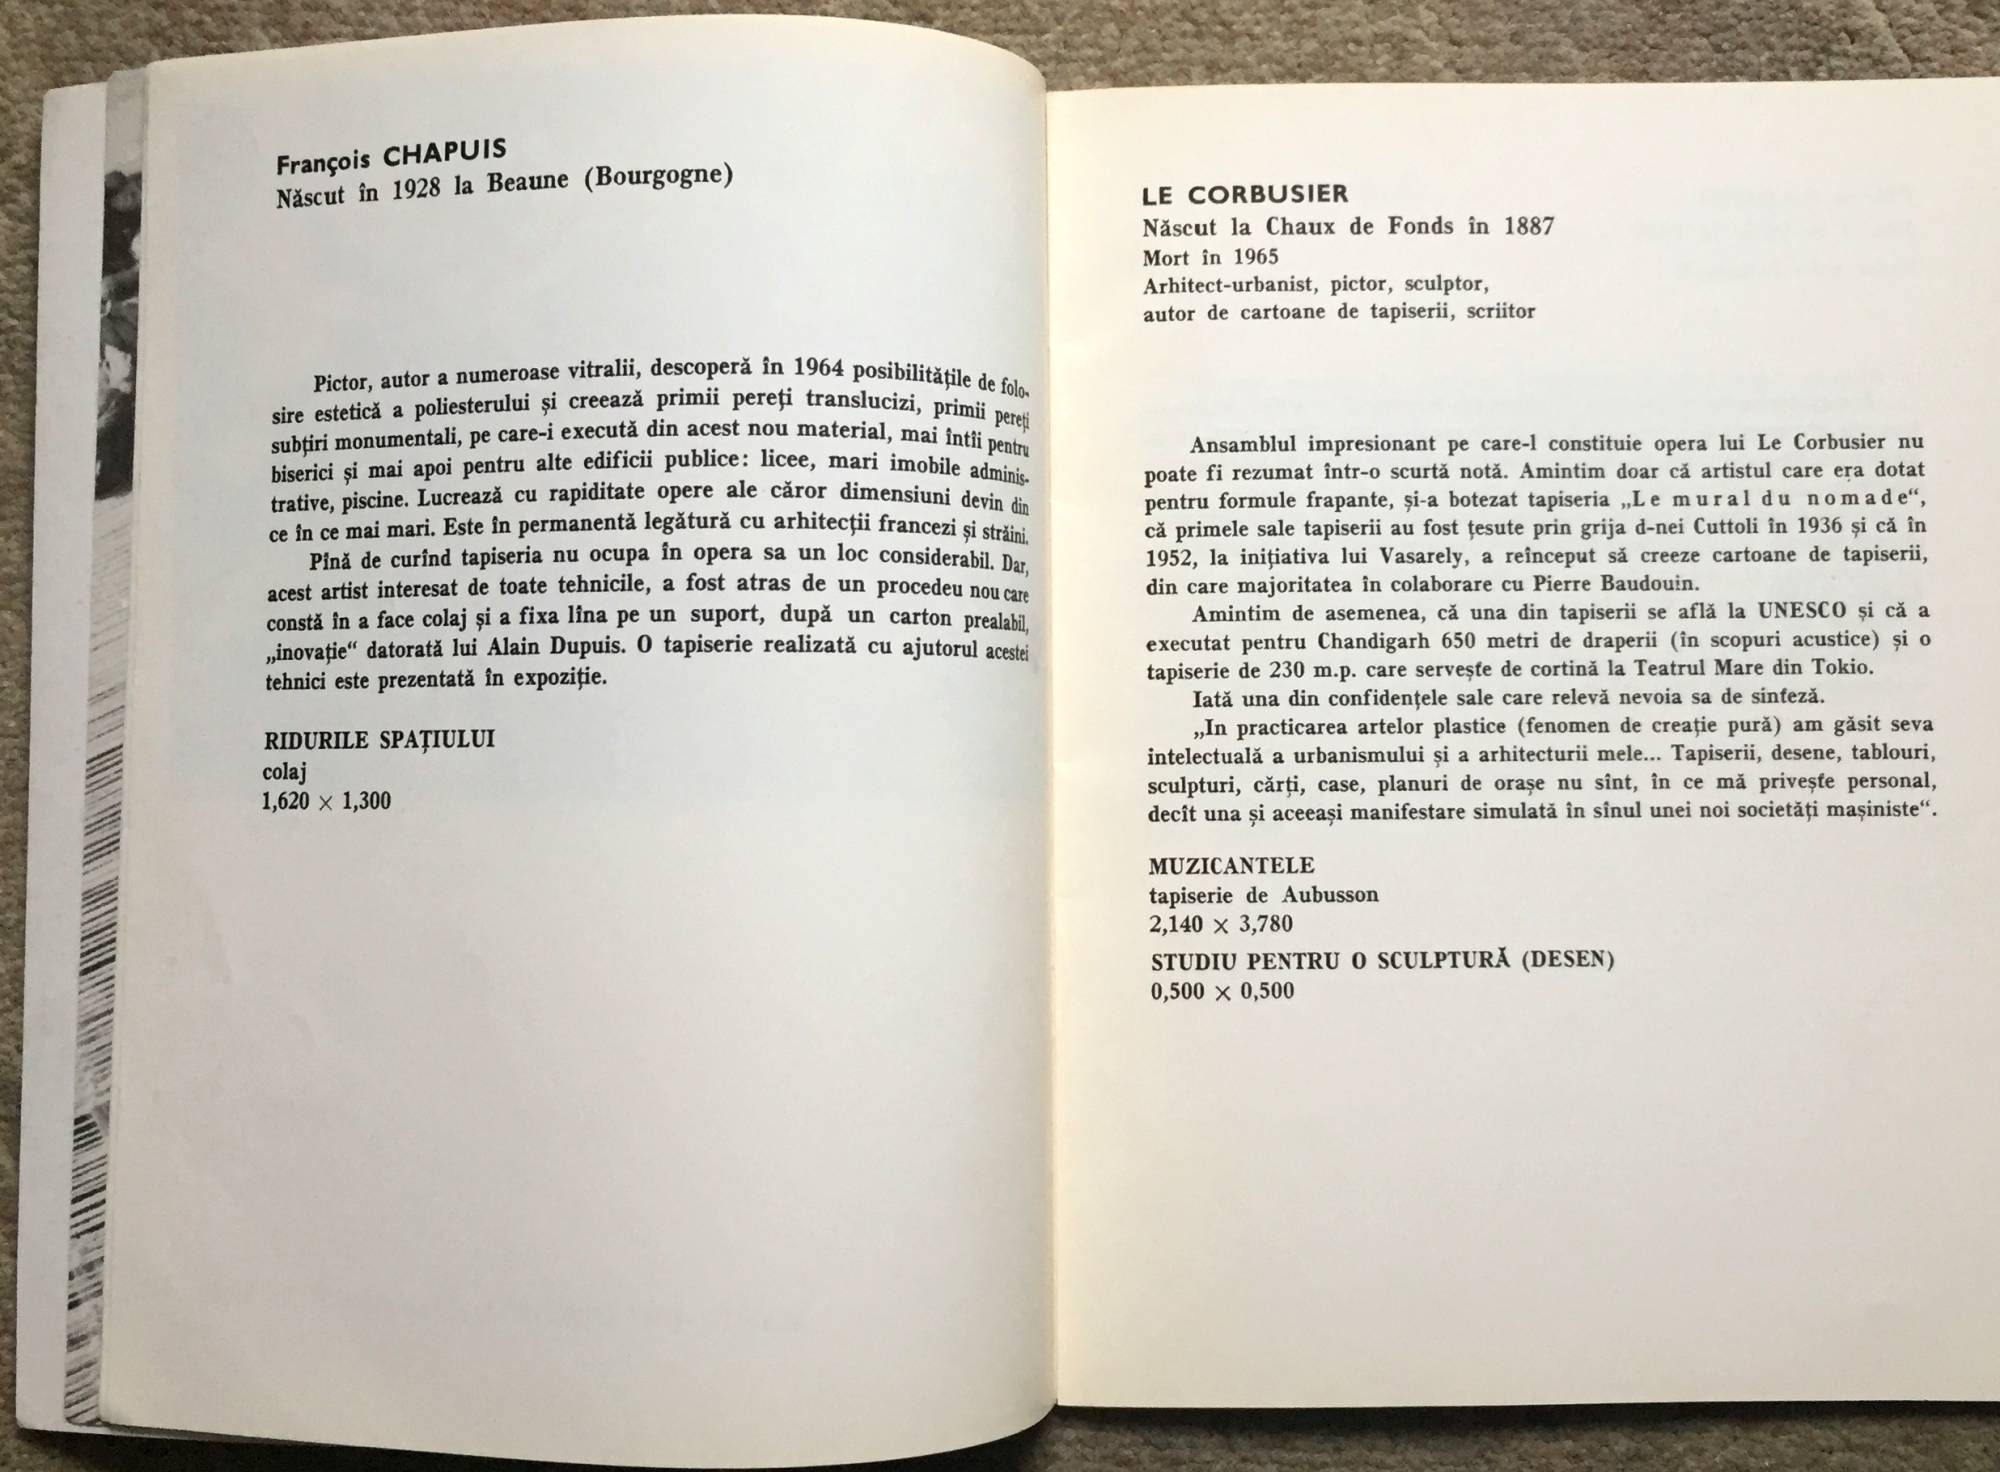 François CHAPUIS
Născut în 1928 la Beaune (Bourgogne)
Pictor, autor a numeroase vitralii, descoperă în 1964 posibilitățile de folo-
sire estetică a poliesterului și creează primii pereți translucizi, primii pereți
subțiri monumentali, pe care-i execută din acest nou material, mai întîi pentru
biserici și mai apoi pentru alte edificii publice: licee, mari imobile adminis-
trative, piscine. Lucrează cu rapiditate opere ale căror dimensiuni devin din
ce în ce mai mari. Este în permanentă legătură cu arhitecții francezi și străini.
Pînă de curînd tapiseria nu ocupa în opera sa un loc considerabil. Dar,
acest artist interesat de toate tehnicile, a fost atras de un procedeu nou care
constă în a face colaj și a fixa lîna pe un suport, după un carton prealabil,
„inovație“ datorată lui Alain Dupuis. O tapiserie realizată cu ajutorul acestei
tehnici este prezentată în expoziție.
RIDURILE SPAȚIULUI
colaj
1,620 × 1,300
LE CORBUSIER
Născut la Chaux de Fonds în 1887
Mort în 1965
Arhitect-urbanist, pictor, sculptor,
autor de cartoane de tapiserii, scriitor
Ansamblul impresionant pe care-l constituie opera lui Le Corbusier nu
poate fi rezumat într-o scurtă notă. Amintim doar că artistul care era dotat
pentru formule frapante, și-a botezat tapiseria „Le mural du nomade“,
că primele sale tapiserii au fost țesute prin grija d-nei Cuttoli în 1936 și că în
1952, la inițiativa lui Vasarely, a reînceput să creeze cartoane de tapiserii,
din care majoritatea în colaborare cu Pierre Baudouin.
Amintim de asemenea, că una din tapiserii se află la UNESCO și că a
executat pentru Chandigarh 650 metri de draperii (în scopuri acustice) și o
tapiserie de 230 m.p. care servește de cortină la Teatrul Mare din Tokio.
Iată una din confidențele sale care relevă nevoia sa de sinteză.
„In practicarea artelor plastice (fenomen de creație pură) am găsit seva
intelectuală a urbanismului și a arhitecturii mele... Tapiserii, desene, tablouri,
sculpturi, cărți, case, planuri de orașe nu sînt, în ce mă privește personal,
decît una și aceeași manifestare simulată în sînul unei noi societăți mașiniste“.
MUZICANTELE
tapiserie de Aubusson
2,140 × 3,780
STUDIU PENTRU O SCULPTURĂ (DESEN)
0,500 × 0,500